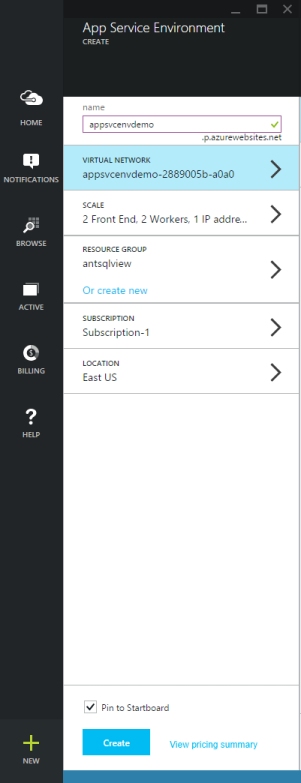 App Service Environment
CREATE
HOME
NOTIFICATIONS
BROWSE
ACTIVE
BILLING
HELP
NEW
name
appsvcenvdemo
.p.azurewebsites.net
VIRTUAL NETWORK
appsvcenvdemo-2889005b-a0a0
SCALE
2 Front End, 2 Workers, 1 IP addre...
RESOURCE GROUP
antsqlview
Or create new
SUBSCRIPTION
Subscription-1
LOCATION
East US
Pin to Startboard
Create
View pricing summary